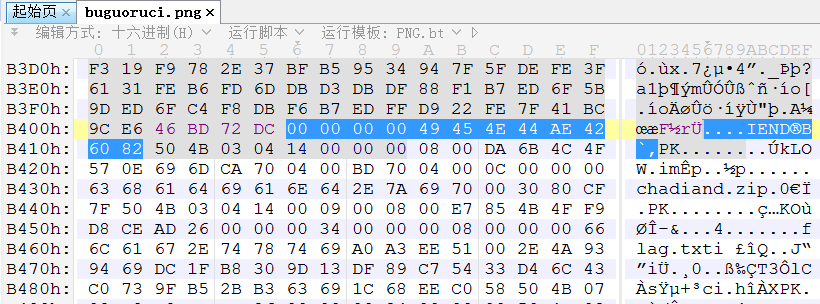 起始页 buguoruci.png
编辑方式: 十六进制(H) 运行脚本 运行模板: PNG.bt
0 1 2 3 4 5 6 7 8 9 A B C D E F 0123456789ABCDEF
B3D0h: F3 19 F9 78 2E 37 BF B5 95 34 94 7F 5F DE FE 3F ó.ùx.7¿µ•4”._Þþ?
B3E0h: 61 31 FE B6 FD 6D DB D3 DB DF 88 F1 B7 ED 6F 5B a1þ¶ýmÛÓÛßˆñ·ío[
B3F0h: 9D ED 6F C4 F8 DB F6 B7 ED FF D9 22 FE 7F 41 BC .íoÄøÛö·íÿÙ"þ.A¼
B400h: 9C E6 46 BD 72 DC 00 00 00 00 49 45 4E 44 AE 42 œæF½rÜ....IEND®B
B410h: 60 82 50 4B 03 04 14 00 00 00 08 00 DA 6B 4C 4F `‚PK........ÚkLO
B420h: 57 0E 69 6D CA 70 04 00 BD 70 04 00 0C 00 00 00 W.imÊp..½p......
B430h: 63 68 61 64 69 61 6E 64 2E 7A 69 70 00 30 80 CF chadiand.zip.0€Ï
B440h: 7F 50 4B 03 04 14 00 09 00 08 00 E7 85 4B 4F F9 .PK........ç…KOù
B450h: D8 CE AD 26 00 00 00 34 00 00 00 08 00 00 00 66 ØÎ-&...4.......f
B460h: 6C 61 67 2E 74 78 74 69 A0 A3 EE 51 00 2E 4A 93 lag.txti £îQ..J“
B470h: 94 69 DC 1F B8 30 9D 13 DF 89 C7 54 33 D4 6C 43 ”iÜ.¸0..ß‰ÇT3ÔlC
B480h: C0 73 9F B5 2B B3 63 69 1C 68 EE C0 58 50 4B 07 ÀsŸµ+³ci.hîÀXPK.